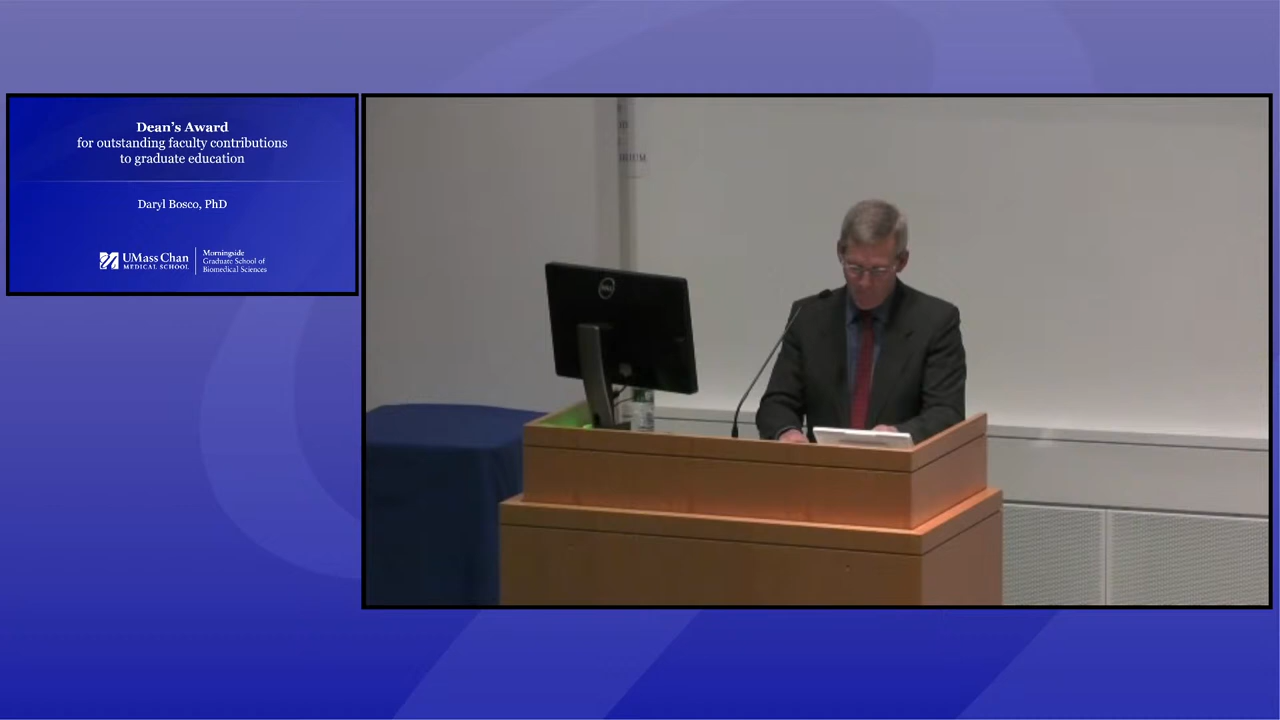 Dean's Award
for outstanding faculty contributions
to graduate education
Daryl Bosco, PhD
UMass Chan
MEDICAL SCHOOL
Morningside
Graduate School of
Biomedical Sciences
DELL